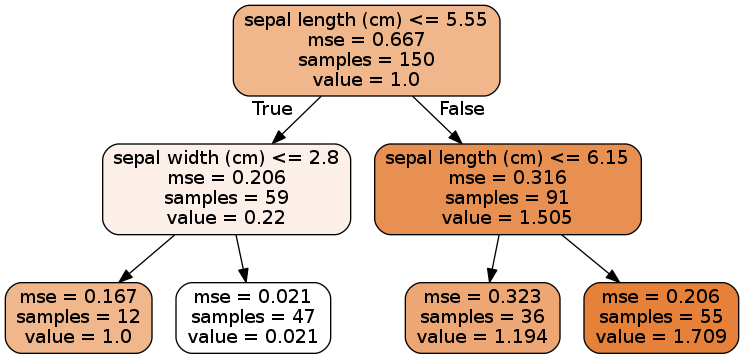 sepal length (cm) <= 5.55
mse = 0.667
samples = 150
value = 1.0
True
False
sepal width (cm) <= 2.8
mse = 0.206
samples = 59
value = 0.22
sepal length (cm) <= 6.15
mse = 0.316
samples = 91
value = 1.505
mse = 0.167
samples = 12
value = 1.0
mse = 0.021
samples = 47
value = 0.021
mse = 0.323
samples = 36
value = 1.194
mse = 0.206
samples = 55
value = 1.709